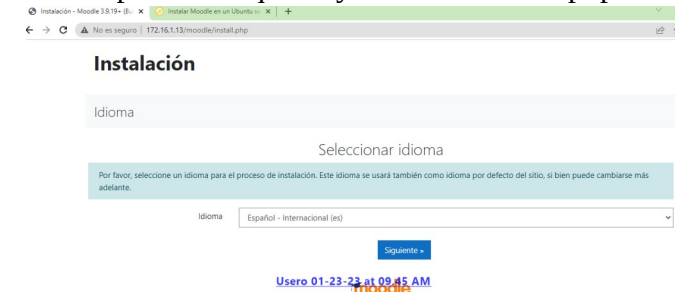 Instalación - Moodle 3.9.19+ (Bu
Instalar Moodle en un Ubuntu se
No es seguro | 172.16.1.13/moodle/install.php
Instalación
Idioma
Seleccionar idioma
Por favor, seleccione un idioma para el proceso de instalación. Este idioma se usará también como idioma por defecto del sitio, si bien puede cambiarse más
adelante.
Idioma
Español - Internacional (es)
Siguiente »
Usero 01-23-23 at 09.45 AM
moodle